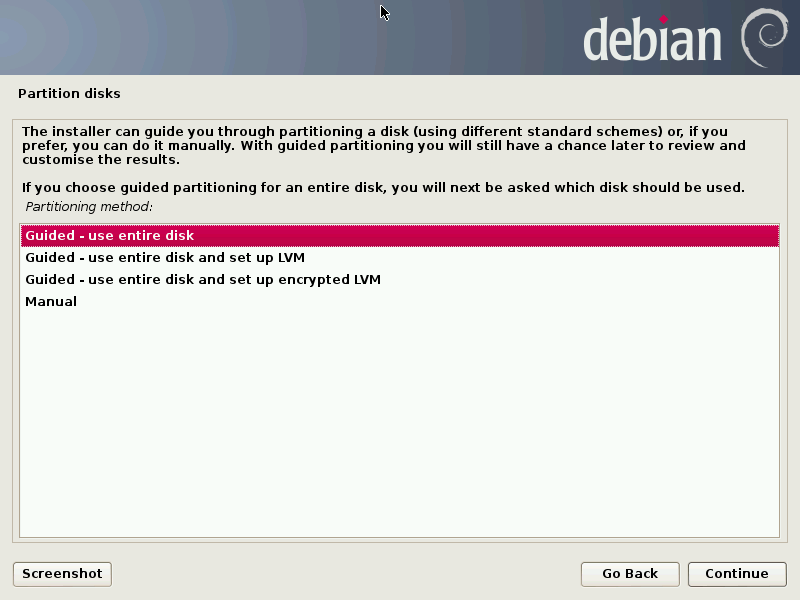 debian
Partition disks
The installer can guide you through partitioning a disk (using different standard schemes) or, if you
prefer, you can do it manually. With guided partitioning you will still have a chance later to review and
customise the results.
If you choose guided partitioning for an entire disk, you will next be asked which disk should be used.
Partitioning method:
Guided - use entire disk
Guided - use entire disk and set up LVM
Guided - use entire disk and set up encrypted LVM
Manual
Screenshot
Go Back
Continue